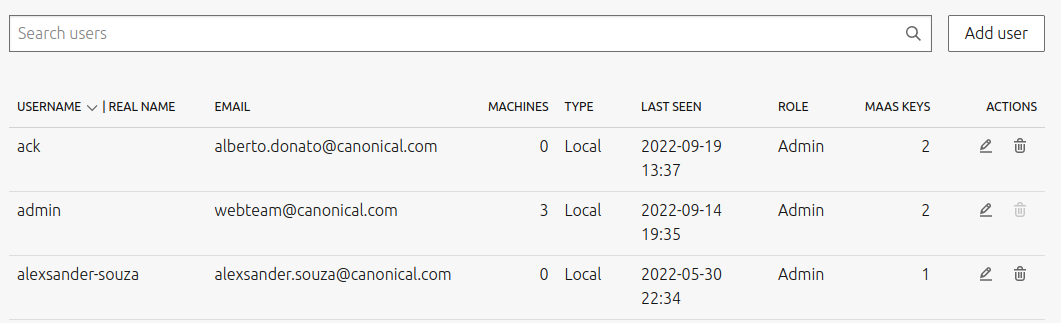 Search users
Add user
USERNAME | REAL NAME EMAIL MACHINES TYPE LAST SEEN ROLE MAAS KEYS ACTIONS
ack alberto.donato@canonical.com 0 Local 2022-09-19 Admin 2
13:37
admin webteam@canonical.com 3 Local 2022-09-14 Admin 2
19:35
alexsander-souza alexsander.souza@canonical.com 0 Local 2022-05-30 Admin 1
22:34